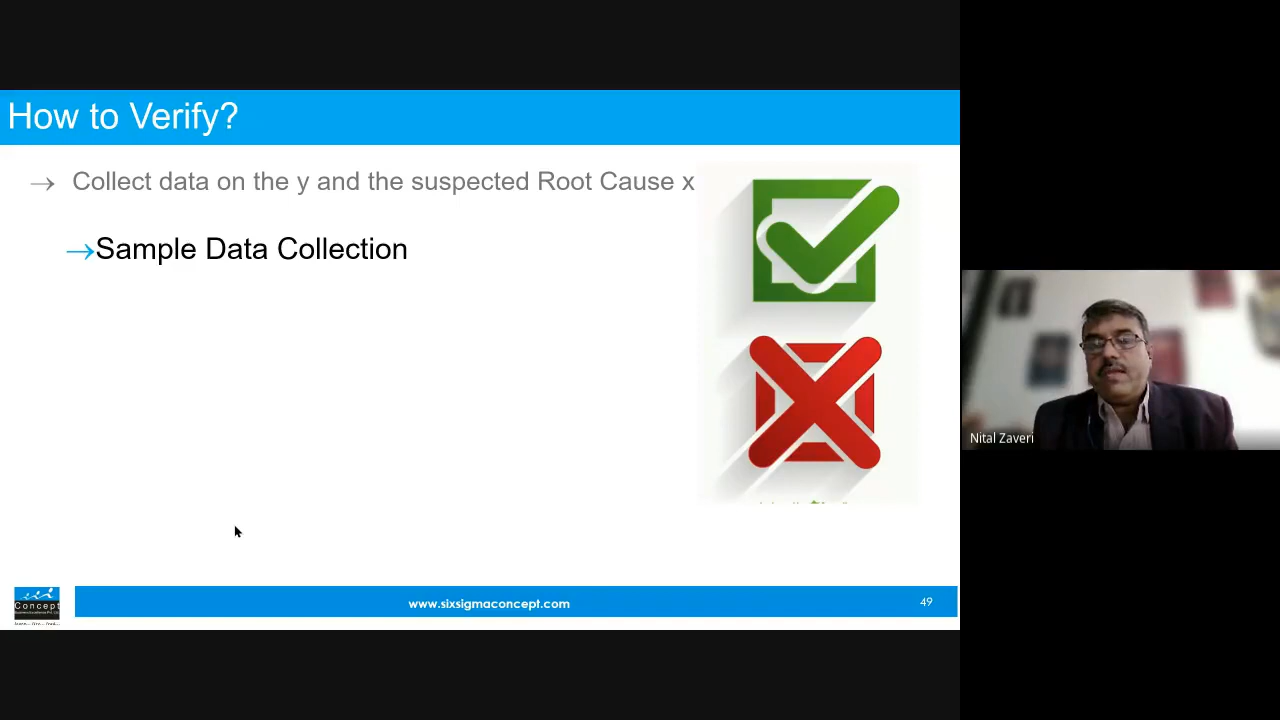 How to Verify?
→ Collect data on the y and the suspected Root Cause x
→Sample Data Collection
Nital Zaveri
Concept
www.sixsigmaconcept.com
49